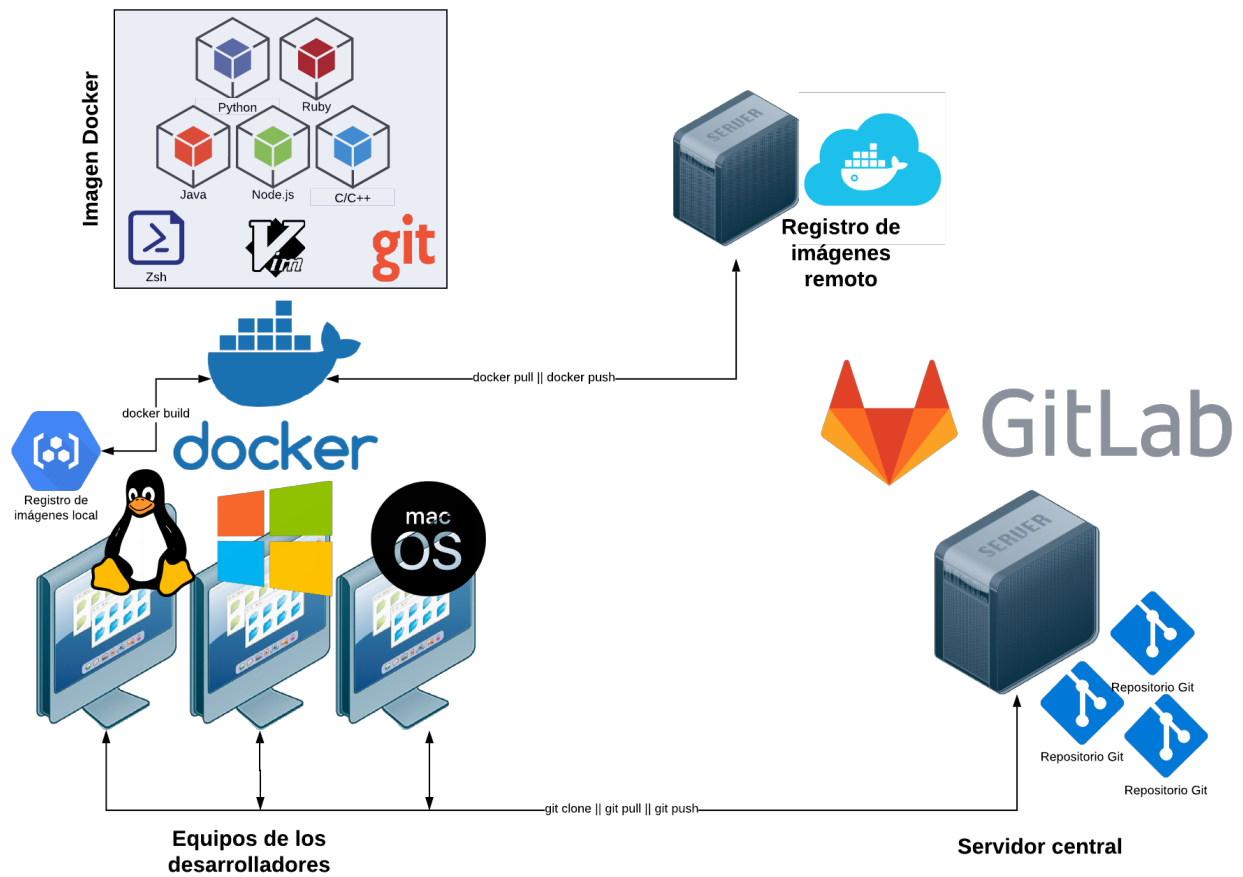 Imagen Docker
Python
Ruby
Java
Node.js
C/C++
Zsh
Vim
git
SERVER
Registro de
imágenes
remoto
docker pull || docker push
docker build
docker
GitLab
Registro de
imágenes local
mac
OS
SERVER
Repositorio Git
Repositorio Git
Repositorio Git
git clone || git pull || git push
Equipos de los
desarrolladores
Servidor central